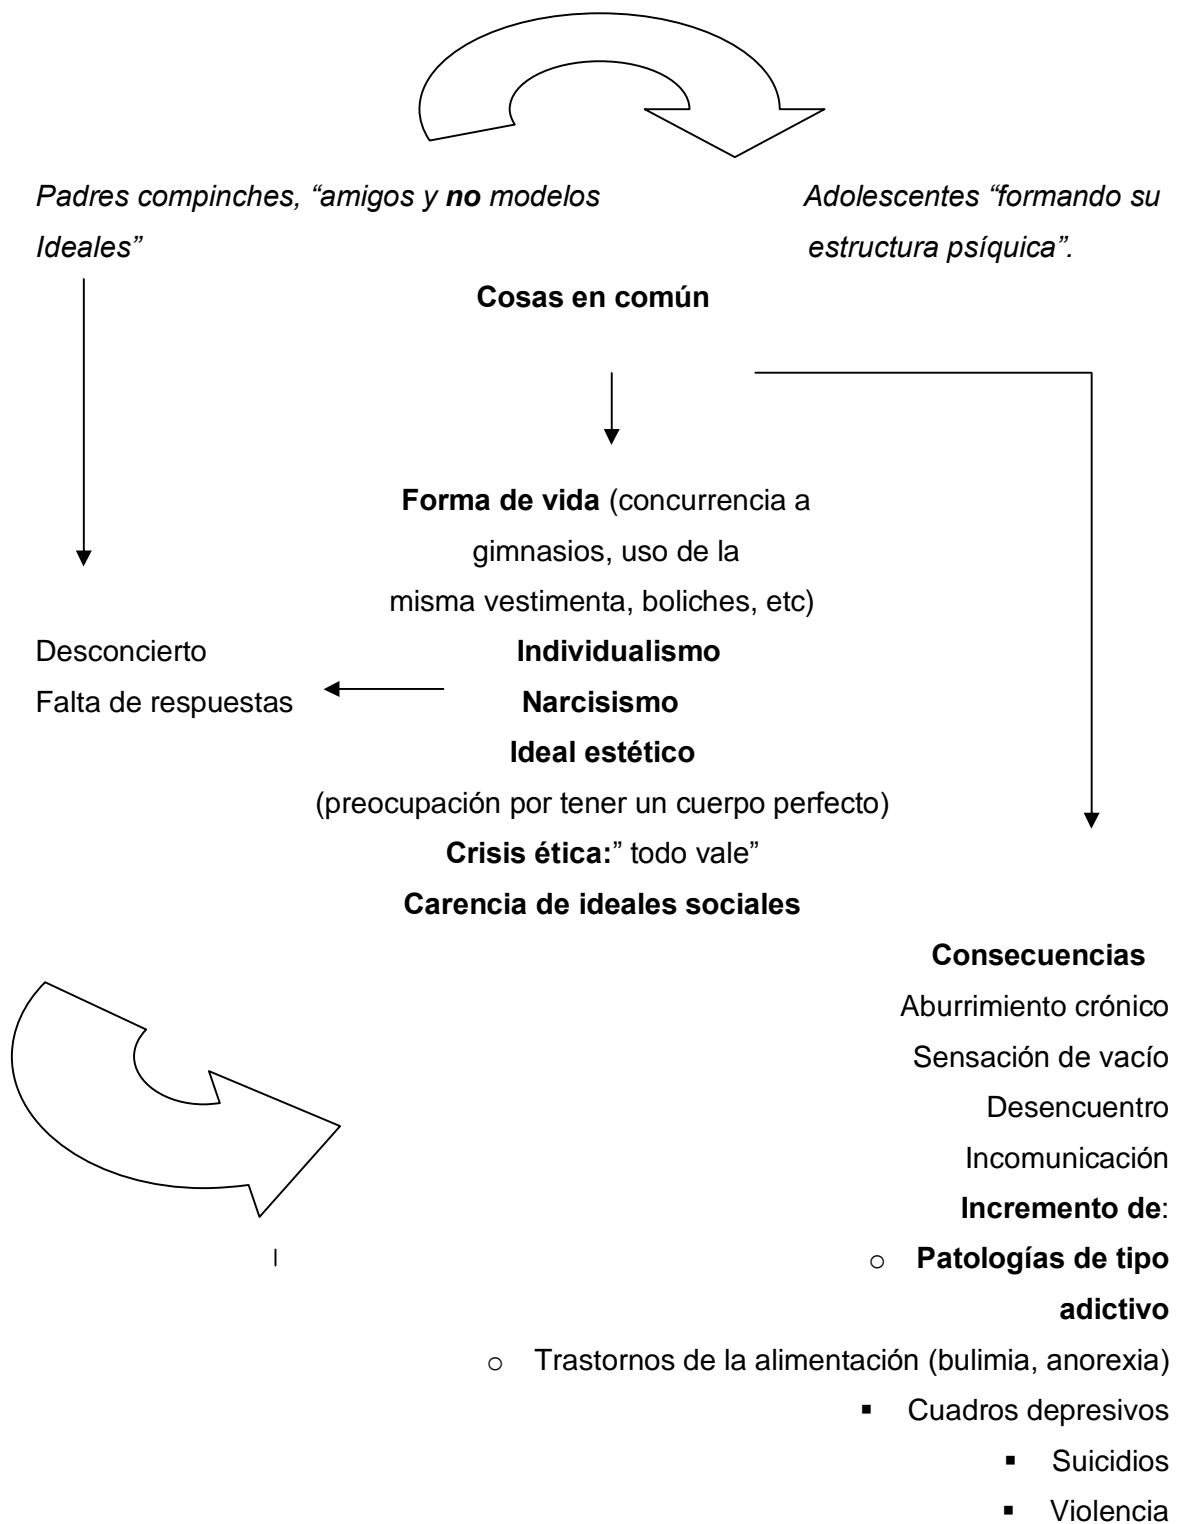 Padres compinches, “amigos y no modelos
Ideales”
Adolescentes “formando su
estructura psíquica”.
Cosas en común
Forma de vida (concurrencia a
gimnasios, uso de la
misma vestimenta, boliches, etc)
Desconcierto
Falta de respuestas
Individualismo
Narcisismo
Ideal estético
(preocupación por tener un cuerpo perfecto)
Crisis ética:” todo vale”
Carencia de ideales sociales
Consecuencias
Aburrimiento crónico
Sensación de vacío
Desencuentro
Incomunicación
Incremento de:
o Patologías de tipo
adictivo
o Trastornos de la alimentación (bulimia, anorexia)
▪ Cuadros depresivos
▪ Suicidios
▪ Violencia